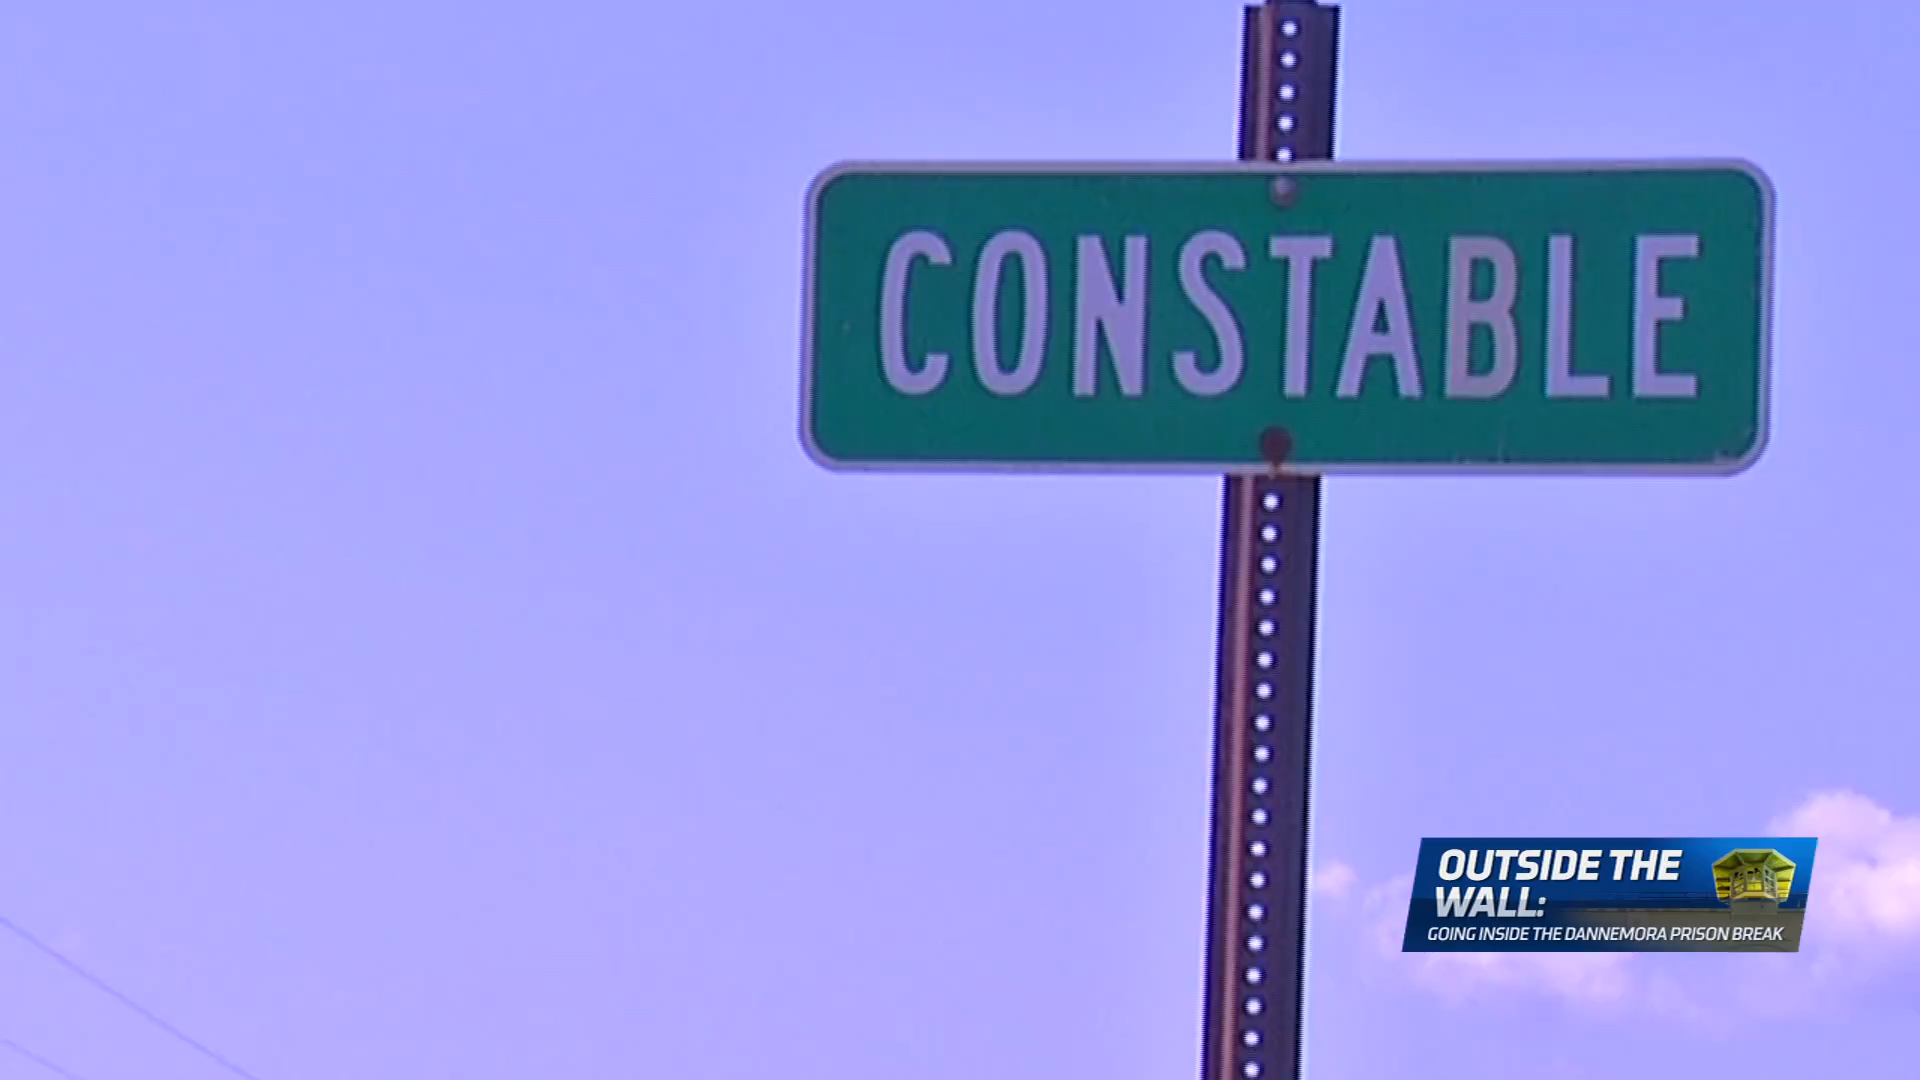 CONSTABLE
OUTSIDE THE
WALL:
GOING INSIDE THE DANNEMORA PRISON BREAK